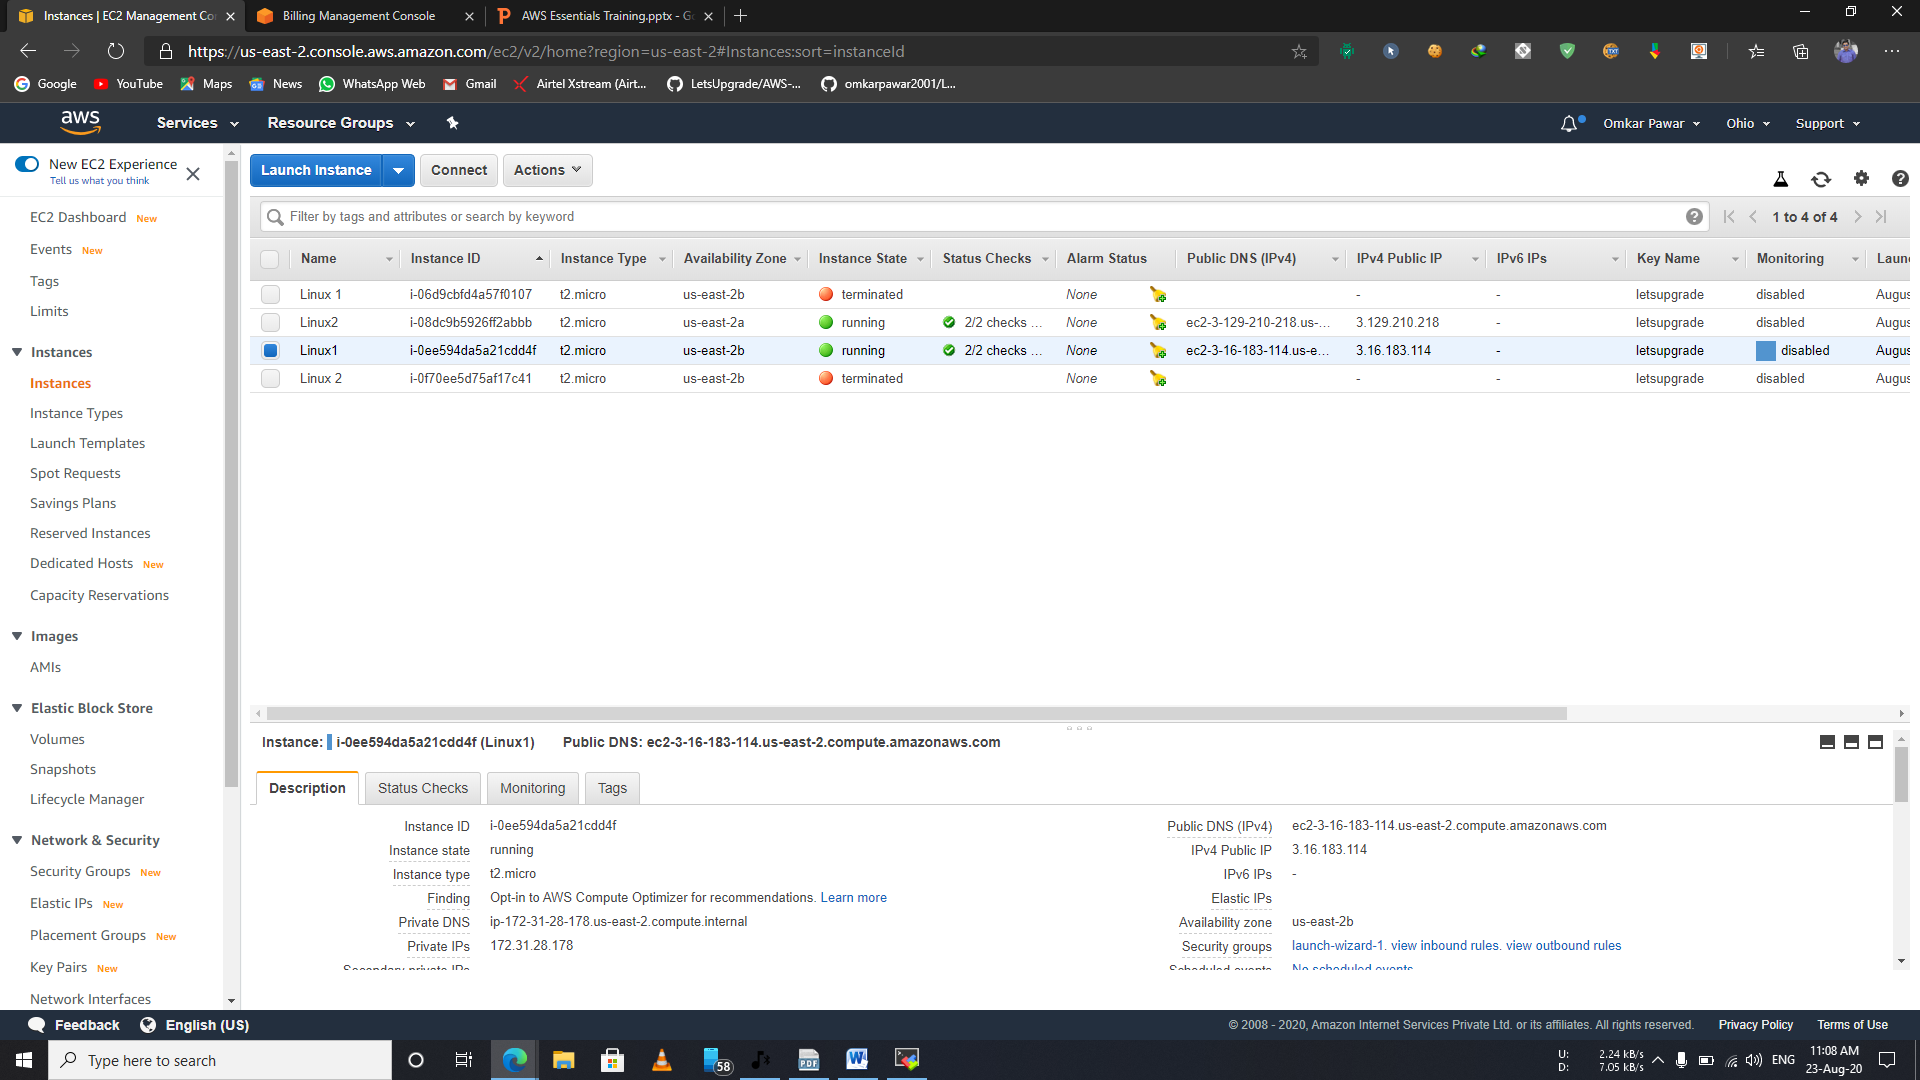 Instances | EC2 Management Co
Billing Management Console
AWS Essentials Training.pptx - G
https://us-east-2.console.aws.amazon.com/ec2/v2/home?region=us-east-2#Instances:sort=instanceId
Google YouTube Maps News WhatsApp Web Gmail Airtel Xstream (Airt... LetsUpgrade/AWS-... omkarpawar2001/L...
aws Services Resource Groups Omkar Pawar Ohio Support
New EC2 Experience
Tell us what you think
EC2 Dashboard New
Events New
Tags
Limits
Instances
Instances
Instance Types
Launch Templates
Spot Requests
Savings Plans
Reserved Instances
Dedicated Hosts New
Capacity Reservations
Images
AMIs
Elastic Block Store
Volumes
Snapshots
Lifecycle Manager
Network & Security
Security Groups New
Elastic IPs New
Placement Groups New
Key Pairs New
Network Interfaces
Launch Instance Connect Actions
Filter by tags and attributes or search by keyword
1 to 4 of 4
Name Instance ID Instance Type Availability Zone Instance State Status Checks Alarm Status Public DNS (IPv4) IPv4 Public IP IPv6 IPs Key Name Monitoring Laun
Linux 1 i-06d9cbfd4a57f0107 t2.micro us-east-2b terminated None - - letsupgrade disabled Augus
Linux2 i-08dc9b5926ff2abbb t2.micro us-east-2a running 2/2 checks ... None ec2-3-129-210-218.us-... 3.129.210.218 - letsupgrade disabled Augus
Linux1 i-0ee594da5a21cdd4f t2.micro us-east-2b running 2/2 checks ... None ec2-3-16-183-114.us-e... 3.16.183.114 - letsupgrade disabled Augus
Linux 2 i-0f70ee5d75af17c41 t2.micro us-east-2b terminated None - - letsupgrade disabled Augus
Instance: i-0ee594da5a21cdd4f (Linux1) Public DNS: ec2-3-16-183-114.us-east-2.compute.amazonaws.com
Description Status Checks Monitoring Tags
Instance ID i-0ee594da5a21cdd4f
Instance state running
Instance type t2.micro
Finding Opt-in to AWS Compute Optimizer for recommendations. Learn more
Private DNS ip-172-31-28-178.us-east-2.compute.internal
Private IPs 172.31.28.178
Secondary private IPs
Public DNS (IPv4) ec2-3-16-183-114.us-east-2.compute.amazonaws.com
IPv4 Public IP 3.16.183.114
IPv6 IPs -
Elastic IPs
Availability zone us-east-2b
Security groups launch-wizard-1. view inbound rules. view outbound rules
Scheduled events No scheduled events
Feedback English (US)
© 2008 - 2020, Amazon Internet Services Private Ltd. or its affiliates. All rights reserved. Privacy Policy Terms of Use
Type here to search
58
U: 2.24 kB/s
D: 7.05 kB/s
ENG
11:08 AM
23-Aug-20